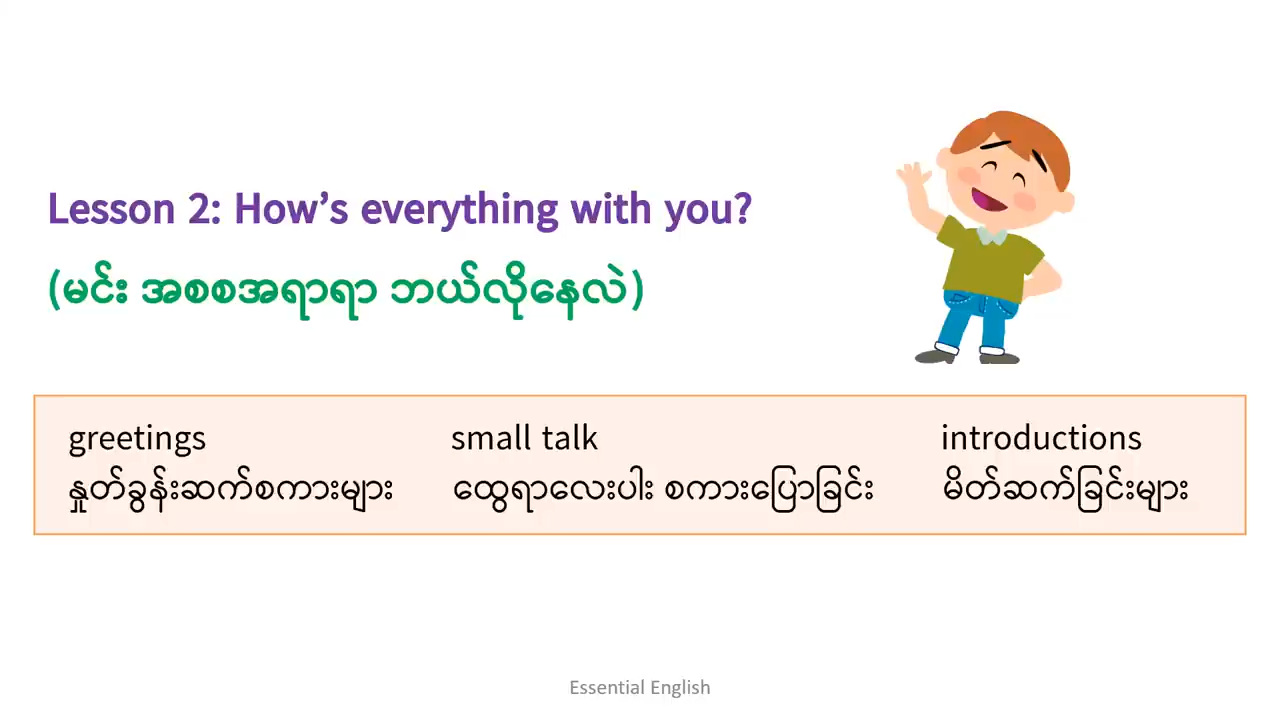 Lesson 2: How's everything with you?
(မင်း အစစအရာရာ ဘယ်လိုနေလဲ)
greetings small talk introductions
နှုတ်ခွန်းဆက်စကားများ ထွေရာလေးပါး စကားပြောခြင်း မိတ်ဆက်ခြင်းများ
Essential English